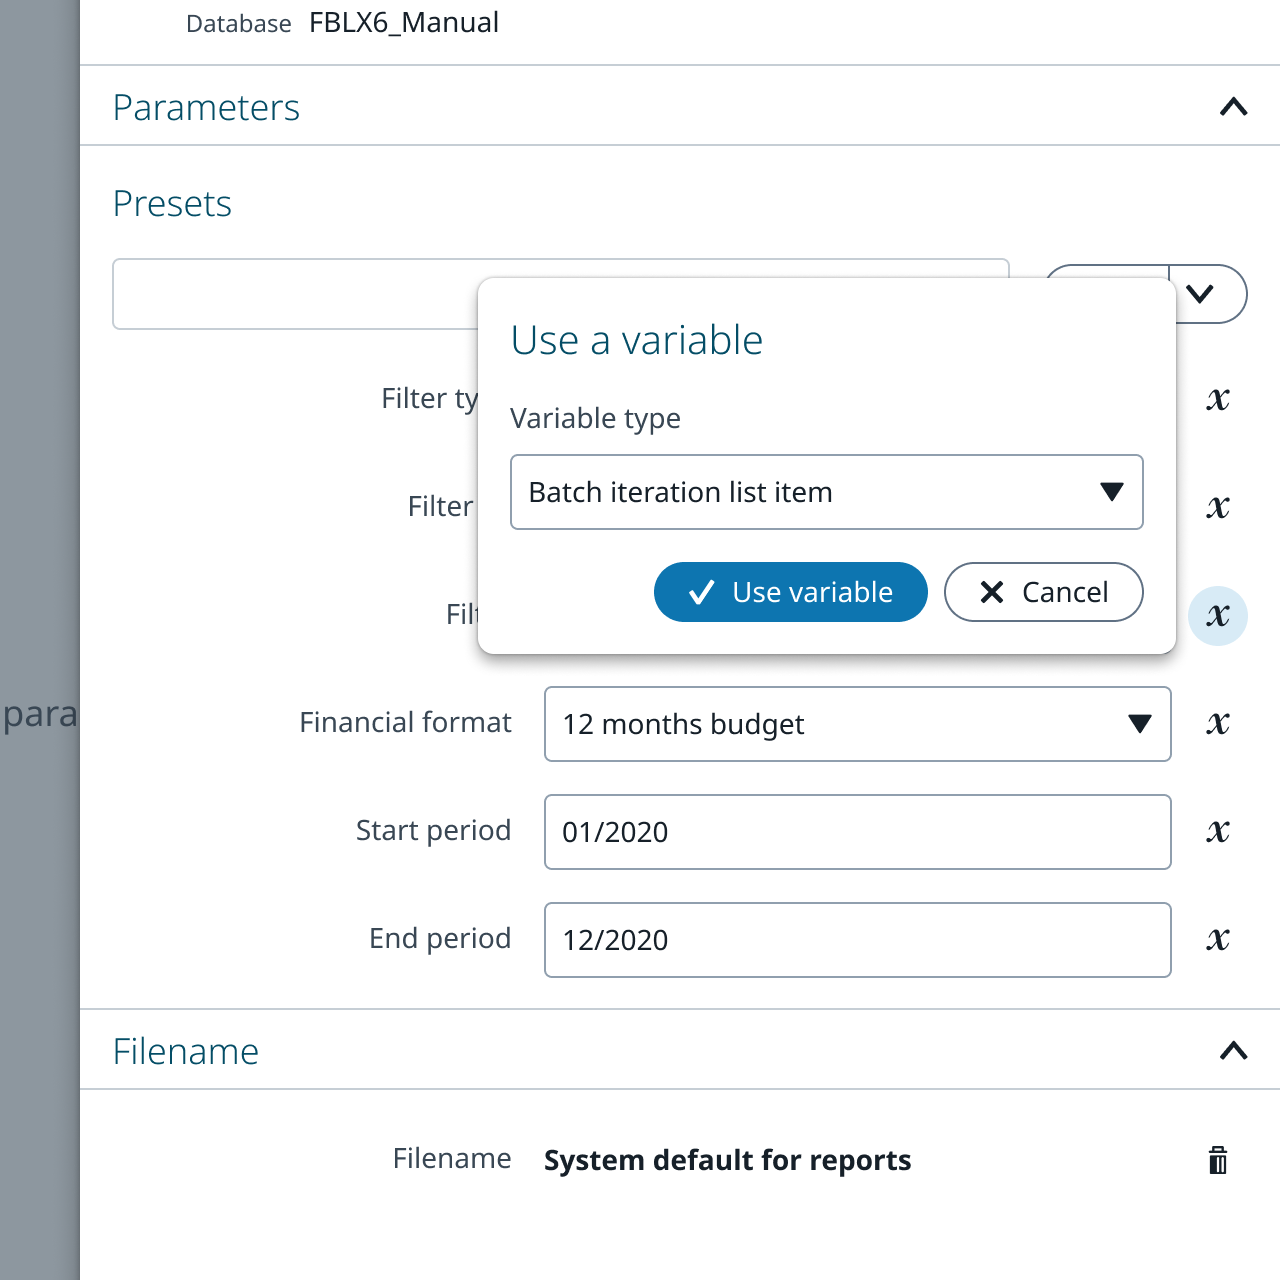 Database FBLX6_Manual
Parameters
Presets
Use a variable
Filter ty
Variable type
Batch iteration list item
Filter
Use variable
Cancel
Filt
para
Financial format 12 months budget
Start period 01/2020
End period 12/2020
Filename
Filename System default for reports